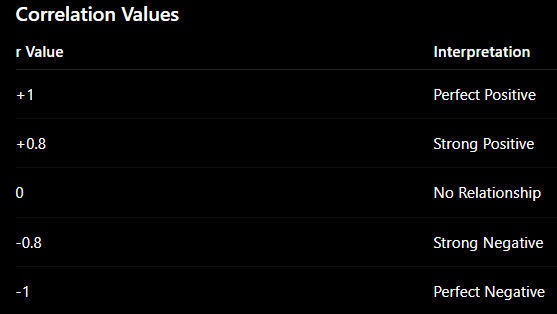 Correlation Values
r Value Interpretation
+1 Perfect Positive
+0.8 Strong Positive
0 No Relationship
-0.8 Strong Negative
-1 Perfect Negative